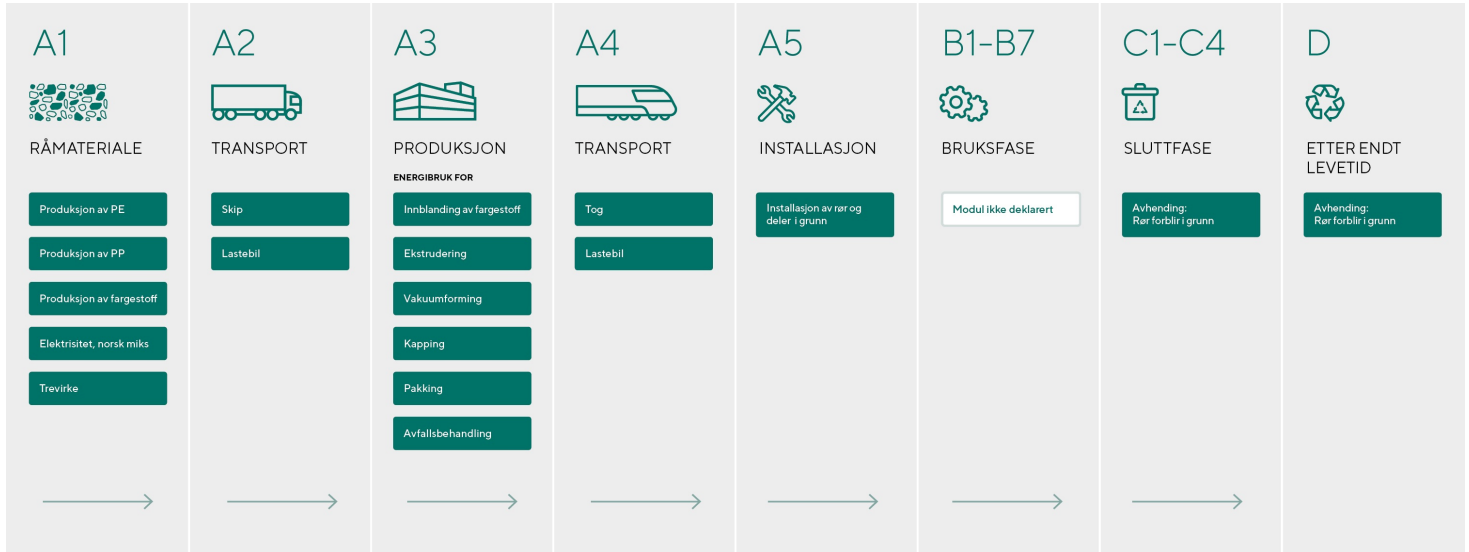 A1
RÅMATERIALE
Produksjon av PE
Produksjon av PP
Produksjon av fargestoff
Elektrisitet, norsk miks
Trevirke
A2
TRANSPORT
Skip
Lastebil
A3
PRODUKSJON
ENERGIBRUK FOR
Innblanding av fargestoff
Ekstrudering
Vakuumforming
Kapping
Pakking
Avfallsbehandling
A4
TRANSPORT
Tog
Lastebil
A5
INSTALLASJON
Installasjon av rør og
deler i grunn
B1-B7
BRUKSFASE
Modul ikke deklarert
C1-C4
SLUTTFASE
Avhending:
Rør forblir i grunn
D
ETTER ENDT
LEVETID
Avhending:
Rør forblir i grunn